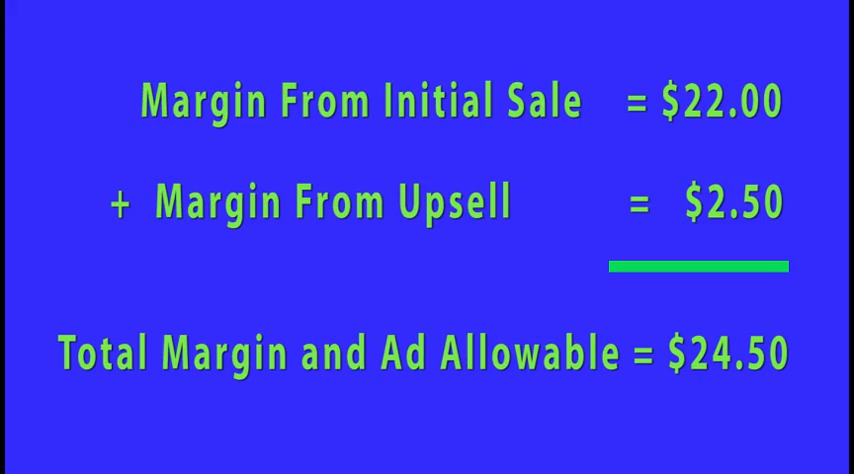 Margin From Initial Sale = $22.00
+ Margin From Upsell = $2.50
Total Margin and Ad Allowable = $24.50